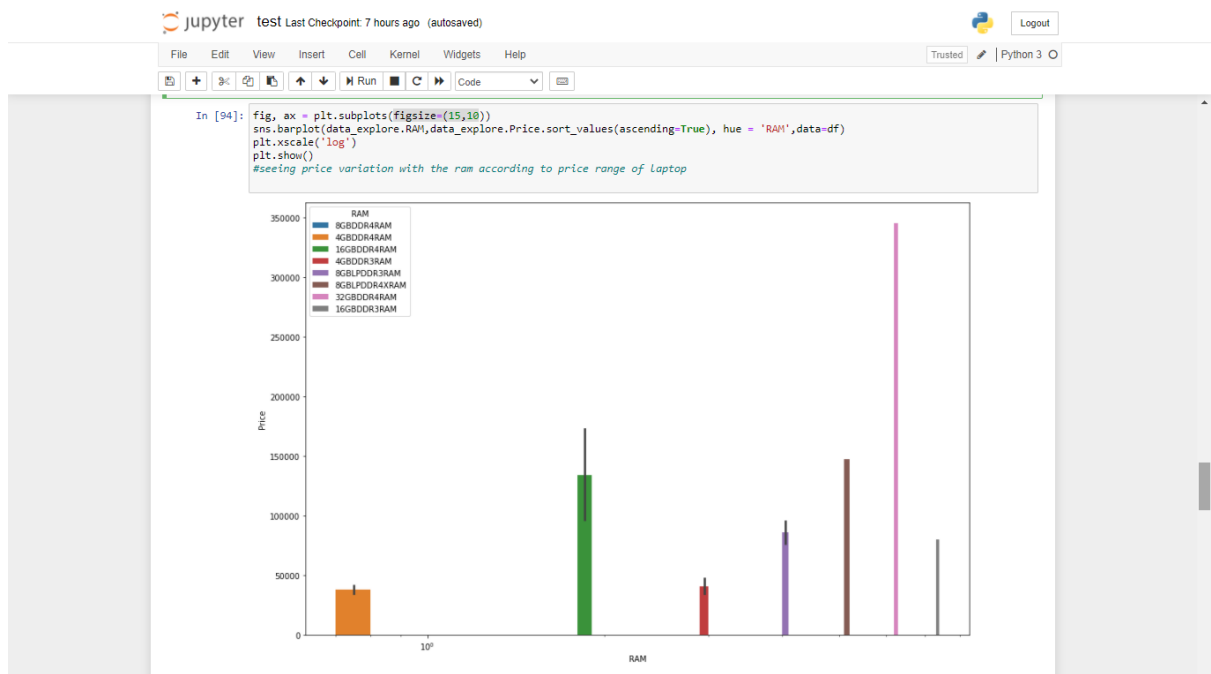 jupyter test Last Checkpoint: 7 hours ago (autosaved)
Logout
File Edit View Insert Cell Kernel Widgets Help
Trusted Python 3
Run Code
In [94]: fig, ax = plt.subplots(figsize=(15,10))
sns.barplot(data_explore.RAM,data_explore.Price.sort_values(ascending=True), hue = 'RAM',data=df)
plt.xscale('log')
plt.show()
#seeing price variation with the ram according to price range of laptop
RAM
8GBDDR4RAM
4GBDDR4RAM
16GBDDR4RAM
4GBDDR3RAM
8GBLPDDR3RAM
8GBLPDDR4XRAM
32GBDDR4RAM
16GBDDR3RAM
350000
300000
250000
200000
150000
100000
50000
0
Price
10⁰
RAM